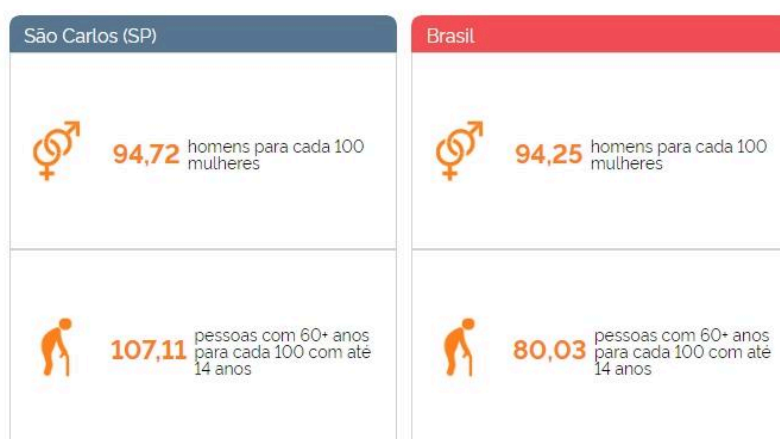 São Carlos (SP)
94,72 homens para cada 100
mulheres
107,11 pessoas com 60+ anos
para cada 100 com até
14 anos
Brasil
94,25 homens para cada 100
mulheres
80,03 pessoas com 60+ anos
para cada 100 com até
14 anos